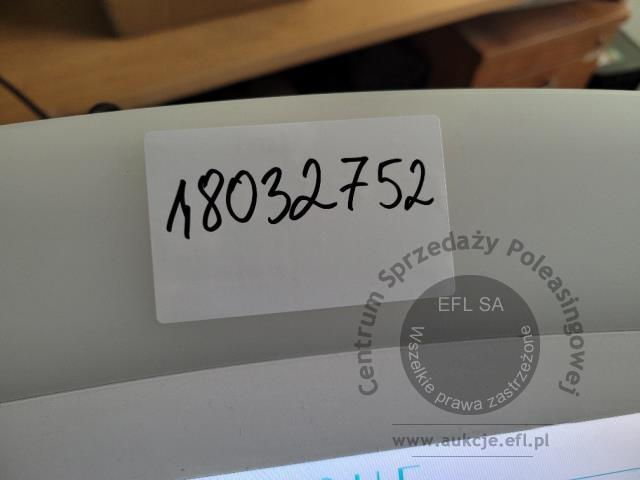 18032752
Centrum Sprzedaży Poleasingowej
EFL SA
Wszelkie prawa zastrzeżone
www.aukcje.efl.pl